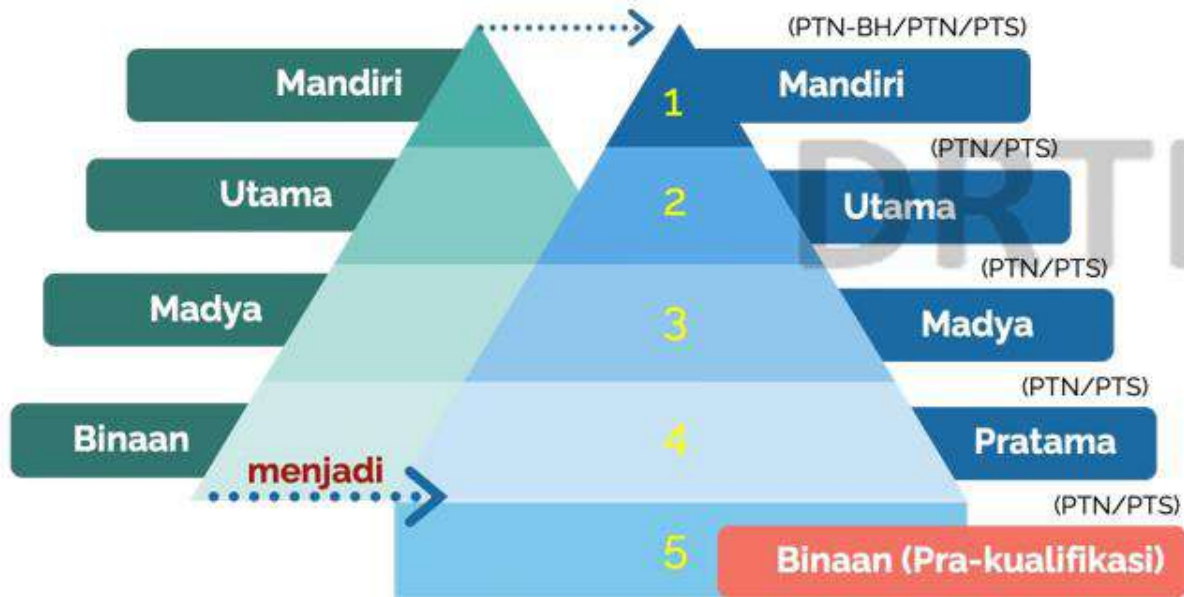 (PTN-BH/PTN/PTS)
Mandiri
1
Mandiri
(PTN/PTS)
Utama
2
Utama
(PTN/PTS)
Madya
3
Madya
(PTN/PTS)
Binaan
4
Pratama
menjadi
(PTN/PTS)
5
Binaan (Pra-kualifikasi)